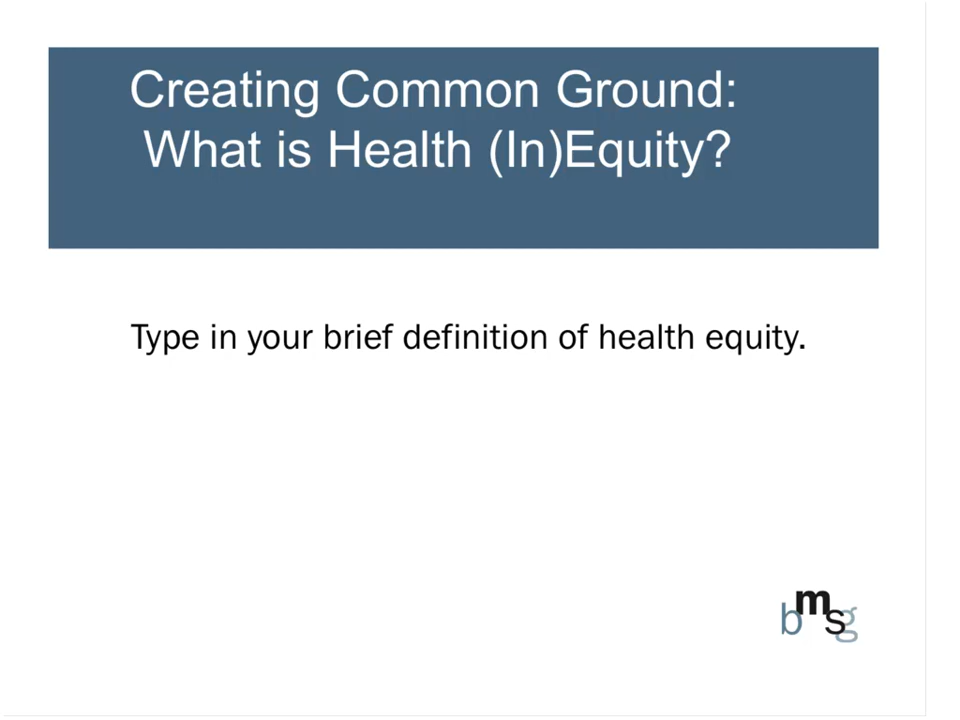 Creating Common Ground:
What is Health (In)Equity?
Type in your brief definition of health equity.
bmsg